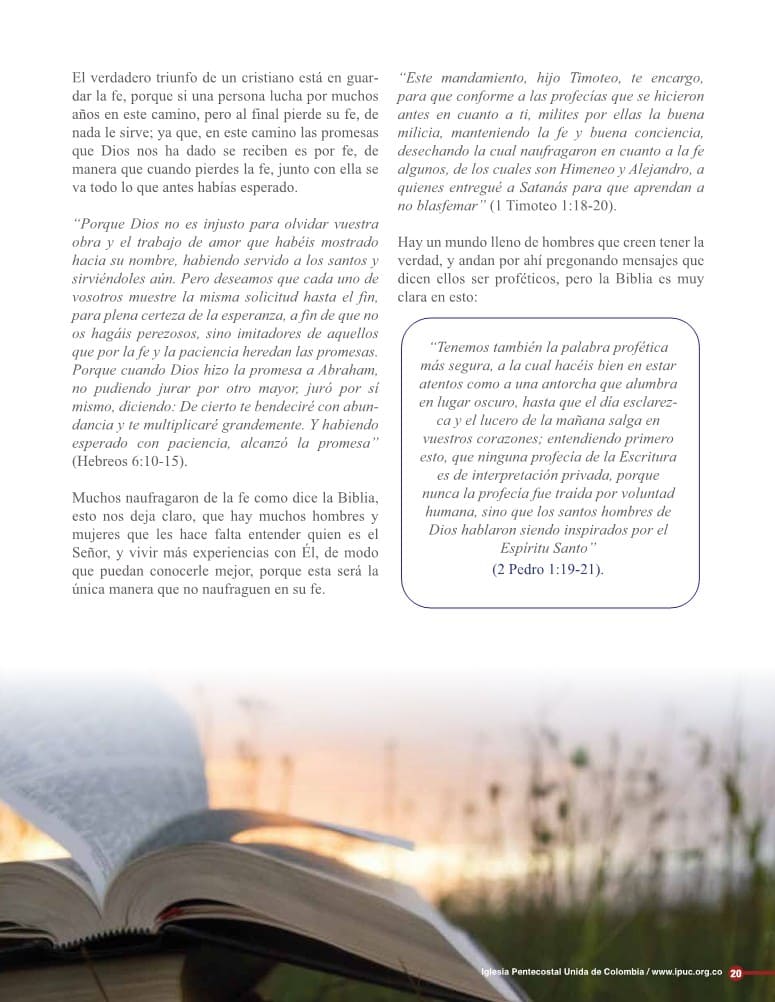 El verdadero triunfo de un cristiano está en guar-
dar la fe, porque si una persona lucha por muchos
años en este camino, pero al final pierde su fe, de
nada le sirve; ya que, en este camino las promesas
que Dios nos ha dado se reciben es por fe, de
manera que cuando pierdes la fe, junto con ella se
va todo lo que antes habías esperado.
“Porque Dios no es injusto para olvidar vuestra
obra y el trabajo de amor que habéis mostrado
hacia su nombre, habiendo servido a los santos y
sirviéndoles aún. Pero deseamos que cada uno de
vosotros muestre la misma solicitud hasta el fin,
para plena certeza de la esperanza, a fin de que no
os hagáis perezosos, sino imitadores de aquellos
que por la fe y la paciencia heredan las promesas.
Porque cuando Dios hizo la promesa a Abraham,
no pudiendo jurar por otro mayor, juró por sí
mismo, diciendo: De cierto te bendeciré con abun-
dancia y te multiplicaré grandemente. Y habiendo
esperado con paciencia, alcanzó la promesa”
(Hebreos 6:10-15).
Muchos naufragaron de la fe como dice la Biblia,
esto nos deja claro, que hay muchos hombres y
mujeres que les hace falta entender quien es el
Señor, y vivir más experiencias con Él, de modo
que puedan conocerle mejor, porque esta será la
única manera que no naufraguen en su fe.
“Este mandamiento, hijo Timoteo, te encargo,
para que conforme a las profecías que se hicieron
antes en cuanto a ti, milites por ellas la buena
milicia, manteniendo la fe y buena conciencia,
desechando la cual naufragaron en cuanto a la fe
algunos, de los cuales son Himeneo y Alejandro, a
quienes entregué a Satanás para que aprendan a
no blasfemar” (1 Timoteo 1:18-20).
Hay un mundo lleno de hombres que creen tener la
verdad, y andan por ahí pregonando mensajes que
dicen ellos ser proféticos, pero la Biblia es muy
clara en esto:
“Tenemos también la palabra profética
más segura, a la cual hacéis bien en estar
atentos como a una antorcha que alumbra
en lugar oscuro, hasta que el día esclarez-
ca y el lucero de la mañana salga en
vuestros corazones; entendiendo primero
esto, que ninguna profecía de la Escritura
es de interpretación privada, porque
nunca la profecía fue traída por voluntad
humana, sino que los santos hombres de
Dios hablaron siendo inspirados por el
Espíritu Santo”
(2 Pedro 1:19-21).
Iglesia Pentecostal Unida de Colombia / www.ipuc.org.co 20